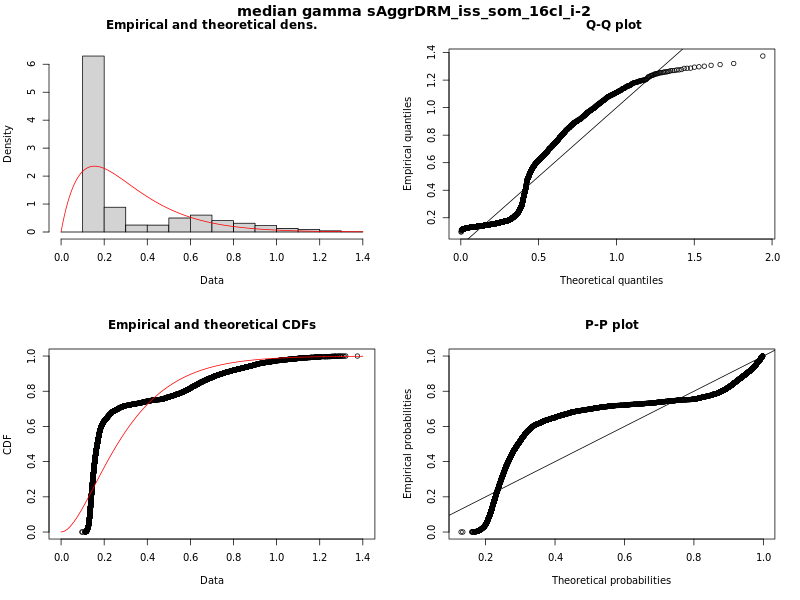 median gamma sAggrDRM_iss_som_16cl_i-2
Empirical and theoretical dens.
Density
0 1 2 3 4 5 6
0.0 0.2 0.4 0.6 0.8 1.0 1.2 1.4
Data
Q-Q plot
Empirical quantiles
0.2 0.4 0.6 0.8 1.0 1.2 1.4
0.0 0.5 1.0 1.5 2.0
Theoretical quantiles
Empirical and theoretical CDFs
CDF
0.0 0.2 0.4 0.6 0.8 1.0
0.0 0.2 0.4 0.6 0.8 1.0 1.2 1.4
Data
P-P plot
Empirical probabilities
0.0 0.2 0.4 0.6 0.8 1.0
0.2 0.4 0.6 0.8 1.0
Theoretical probabilities